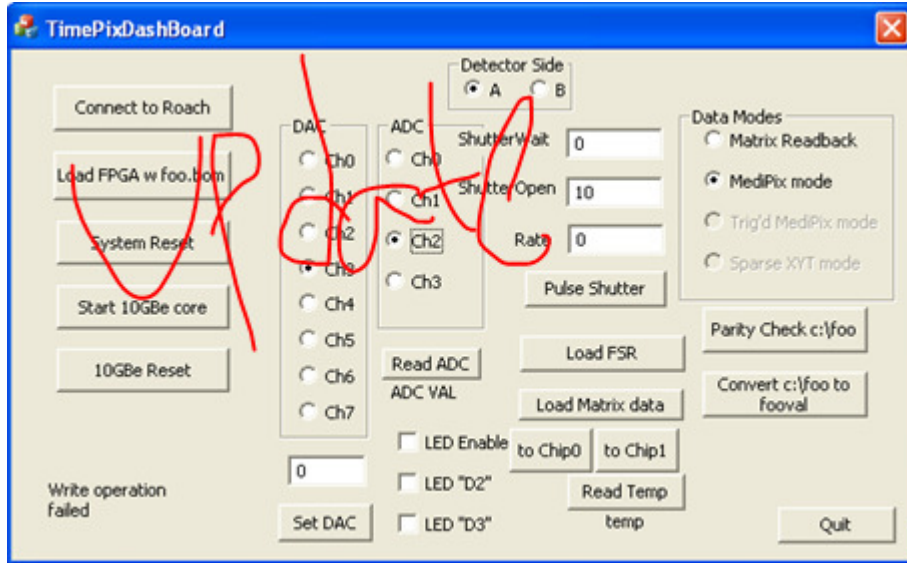 TimePixDashBoard
Detector Side
A B
Connect to Roach
Load FPGA w foo.bom
System Reset
Start 10GBe core
10GBe Reset
Write operation
failed
DAC
Ch0
Ch1
Ch2
Ch3
Ch4
Ch5
Ch6
Ch7
0
Set DAC
ADC
Ch0
Ch1
Ch2
Ch3
Read ADC
ADC VAL
LED Enable
LED "D2"
LED "D3"
ShutterWait 0
ShutterOpen 10
Rate 0
Pulse Shutter
Load FSR
Load Matrix data
to Chip0 to Chip1
Read Temp
temp
Data Modes
Matrix Readback
MediPix mode
Trig'd MediPix mode
Sparse XYT mode
Parity Check c:\foo
Convert c:\foo to
fooval
Quit
Update